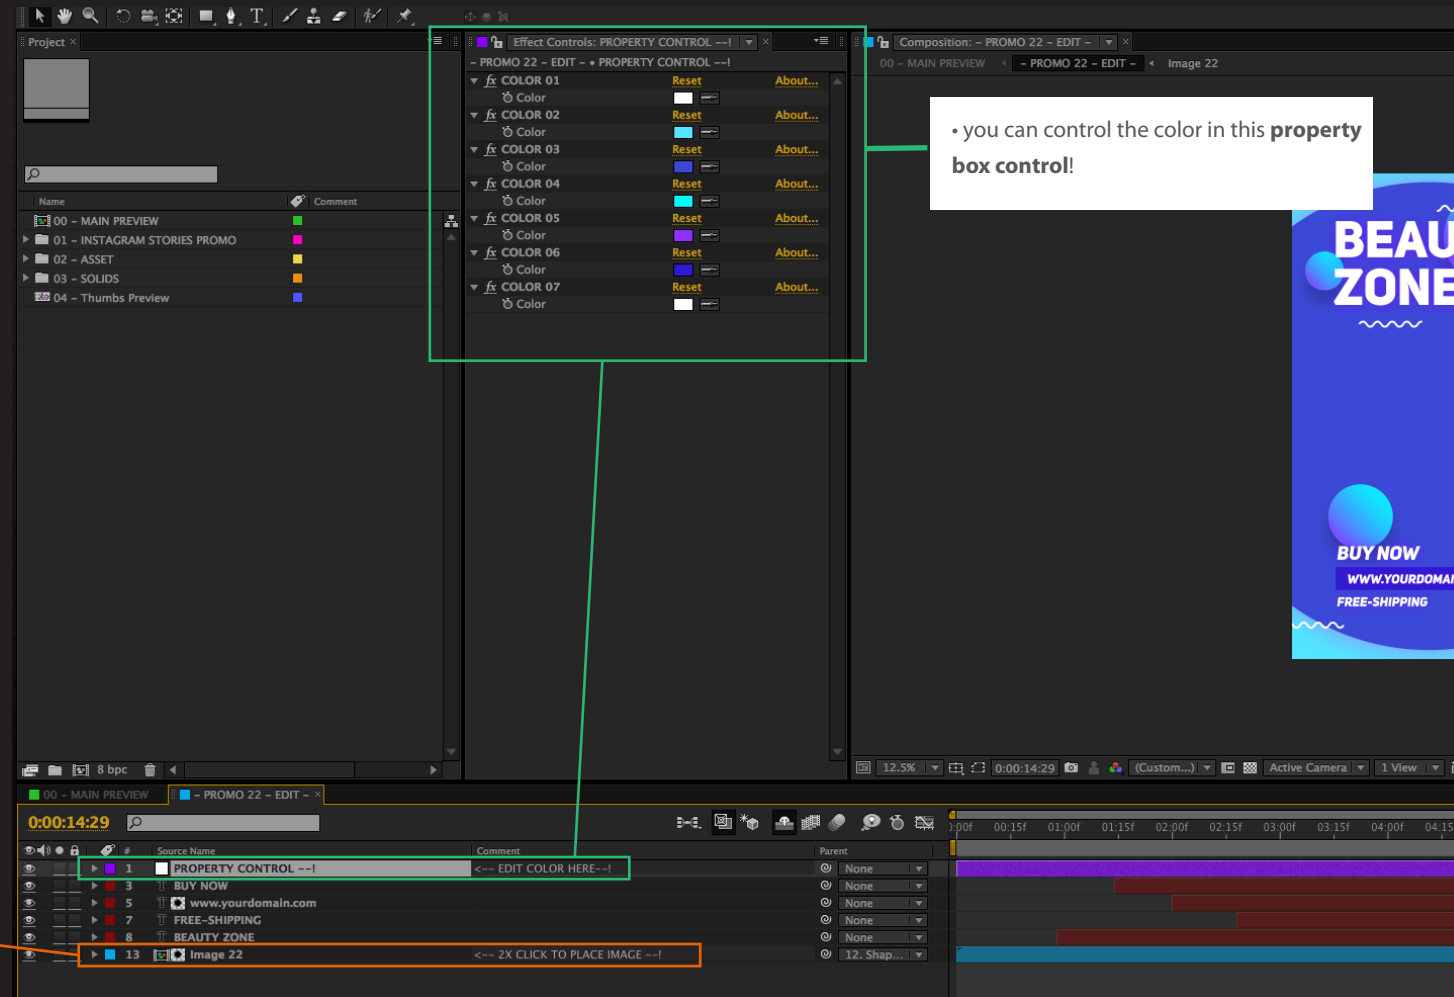 Project ×
Effect Controls: PROPERTY CONTROL --! ×
Composition: – PROMO 22 – EDIT – ×
– PROMO 22 – EDIT – • PROPERTY CONTROL --!
00 – MAIN PREVIEW
– PROMO 22 – EDIT –
Image 22
fx COLOR 01 Reset About...
Color
fx COLOR 02 Reset About...
Color
fx COLOR 03 Reset About...
Color
fx COLOR 04 Reset About...
Color
fx COLOR 05 Reset About...
Color
fx COLOR 06 Reset About...
Color
fx COLOR 07 Reset About...
Color
• you can control the color in this property
box control!
Name Comment
00 – MAIN PREVIEW
01 – INSTAGRAM STORIES PROMO
02 – ASSET
03 – SOLIDS
04 – Thumbs Preview
BEAU
ZONE
BUY NOW
WWW.YOURDOMAI
FREE-SHIPPING
8 bpc
12.5% 0:00:14:29 (Custom...) Active Camera 1 View
00 – MAIN PREVIEW – PROMO 22 – EDIT – ×
0:00:14:29
):00f 00:15f 01:00f 01:15f 02:00f 02:15f 03:00f 03:15f 04:00f 04:15
# Source Name Comment Parent
1 PROPERTY CONTROL --! <-- EDIT COLOR HERE--! None
3 T BUY NOW None
5 T www.yourdomain.com None
7 T FREE-SHIPPING None
8 T BEAUTY ZONE None
13 Image 22 <-- 2X CLICK TO PLACE IMAGE --! 12. Shap...